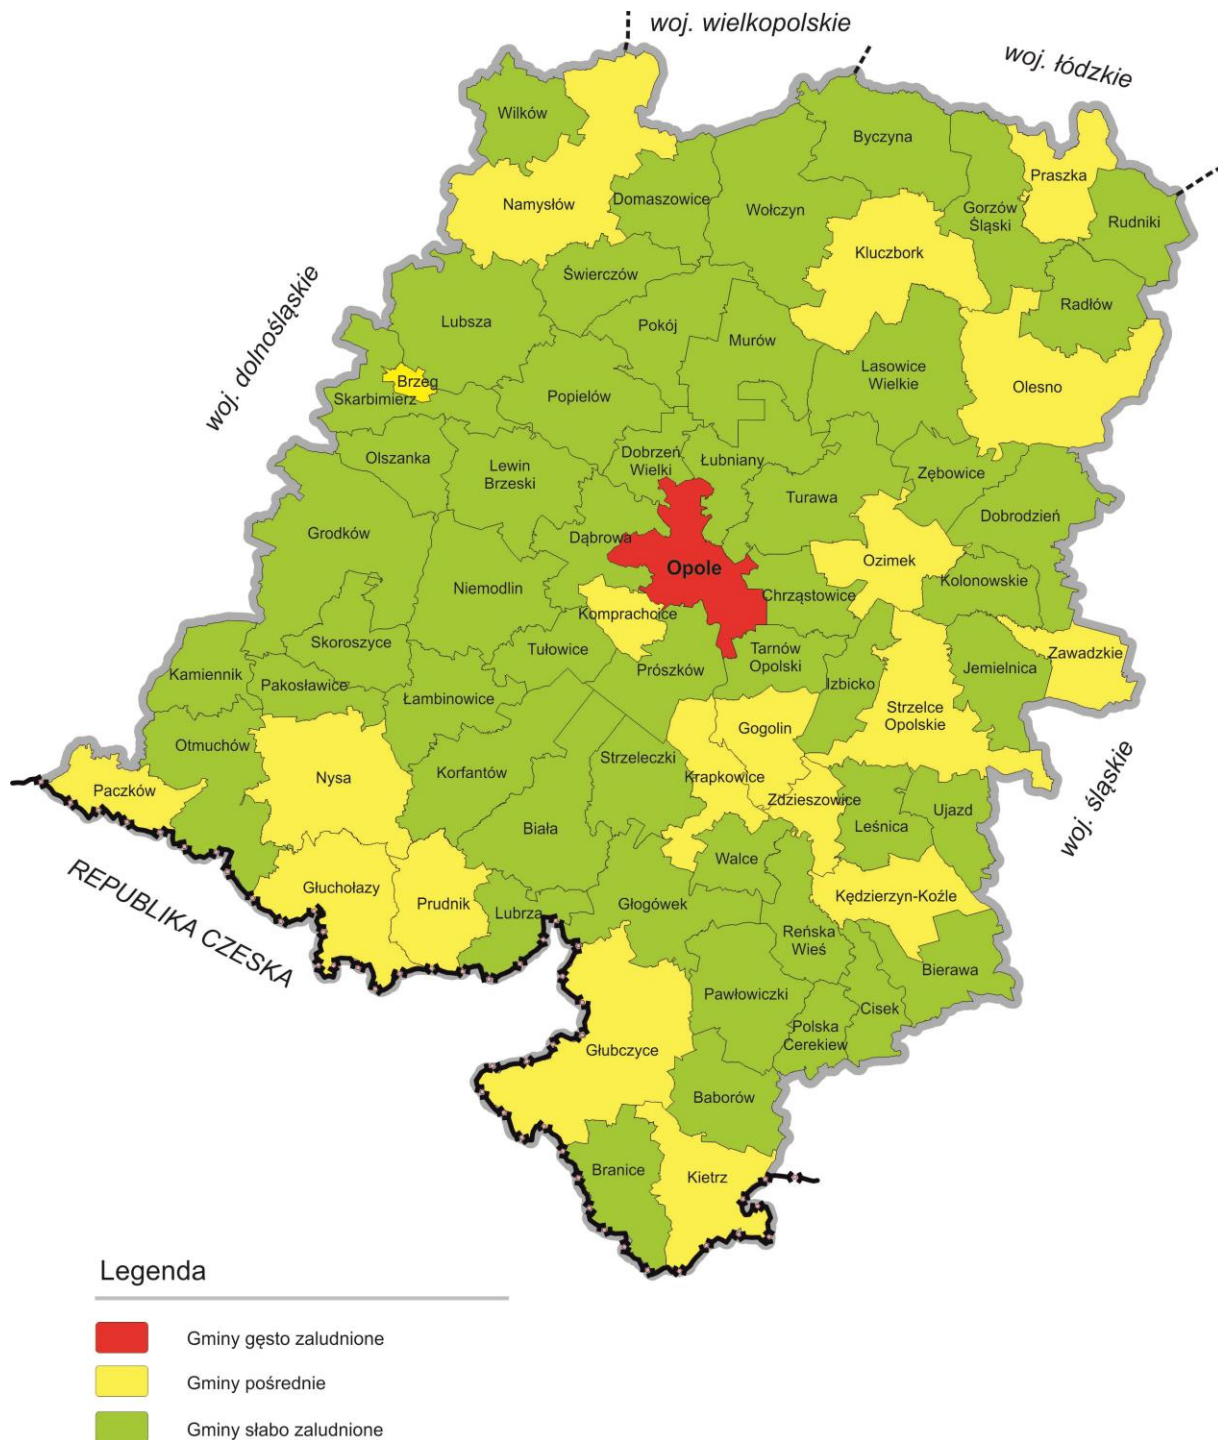 woj. wielkopolskie
woj. łódzkie
Wilków
Byczyna
Praszka
Namysłów
Domaszowice
Wołczyn
Gorzów
Śląski
Rudniki
Kluczbork
Świerczów
Radłów
woj. dolnośląskie
Lubsza
Pokój
Murów
Lasowice
Wielkie
Olesno
Brzeg
Skarbimierz
Popielów
Olszanka
Lewin
Brzeski
Dobrzeń
Wielki
Łubniany
Zębowice
Turawa
Dobrodzień
Grodków
Dąbrowa
Opole
Ozimek
Niemodlin
Kolonowskie
Chrząstowice
Komprachcice
Skoroszyce
Tułowice
Prószków
Tarnów
Opolski
Zawadzkie
Kamiennik
Pakosławice
Łambinowice
Izbicko
Jemielnica
Strzelce
Opolskie
Otmuchów
Gogolin
Nysa
Korfantów
Strzeleczki
Krapkowice
woj. śląskie
Paczków
Zdzieszowice
Ujazd
Biała
Leśnica
Walce
REPUBLIKA CZESKA
Głuchołazy
Prudnik
Lubrza
Głogówek
Kędzierzyn-Koźle
Reńska
Wieś
Bierawa
Pawłowiczki
Cisek
Polska
Cerekiew
Głubczyce
Baborów
Branice
Kietrz
Legenda
Gminy gęsto zaludnione
Gminy pośrednie
Gminy słabo zaludnione